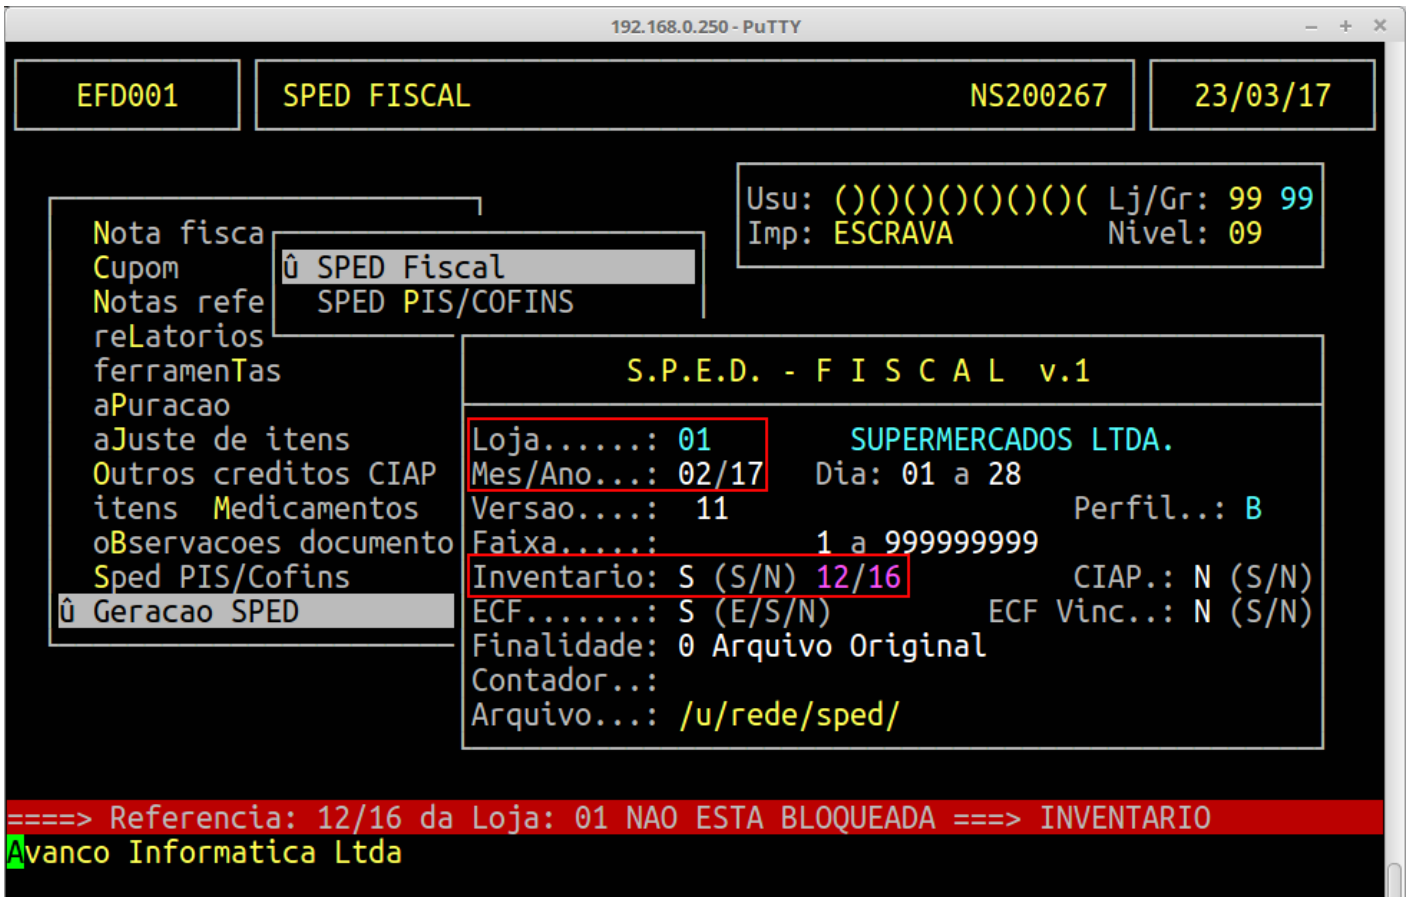 192.168.0.250 - PuTTY
EFD001 SPED FISCAL NS200267 23/03/17
Usu: ()()()()()()()( Lj/Gr: 99 99
Imp: ESCRAVA Nivel: 09
Nota fisca
Cupom
Notas refe
reLatorios
ferramenTas
aPuracao
aJuste de itens
Outros creditos CIAP
itens Medicamentos
oBservacoes documento
Sped PIS/Cofins
û Geracao SPED
û SPED Fiscal
SPED PIS/COFINS
S.P.E.D. - F I S C A L v.1
Loja......: 01 SUPERMERCADOS LTDA.
Mes/Ano...: 02/17 Dia: 01 a 28
Versao....: 11 Perfil..: B
Faixa.....: 1 a 999999999
Inventario: S (S/N) 12/16 CIAP.: N (S/N)
ECF.......: S (E/S/N) ECF Vinc..: N (S/N)
Finalidade: 0 Arquivo Original
Contador..:
Arquivo...: /u/rede/sped/
====> Referencia: 12/16 da Loja: 01 NAO ESTA BLOQUEADA ===> INVENTARIO
Avanco Informatica Ltda